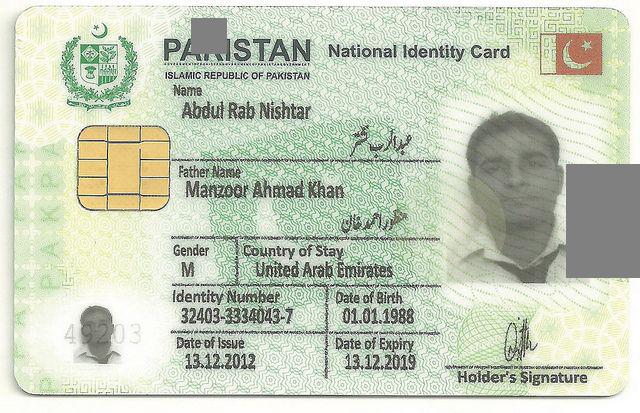 PAKISTAN National Identity Card
ISLAMIC REPUBLIC OF PAKISTAN
Name
Abdul Rab Nishtar
عبدالرب نشتر
Father Name
Manzoor Ahmad Khan
منظور احمد خان
Gender Country of Stay
M United Arab Emirates
Identity Number Date of Birth
32403-3334043-7 01.01.1988
Date of Issue Date of Expiry
13.12.2012 13.12.2019
Holder's Signature